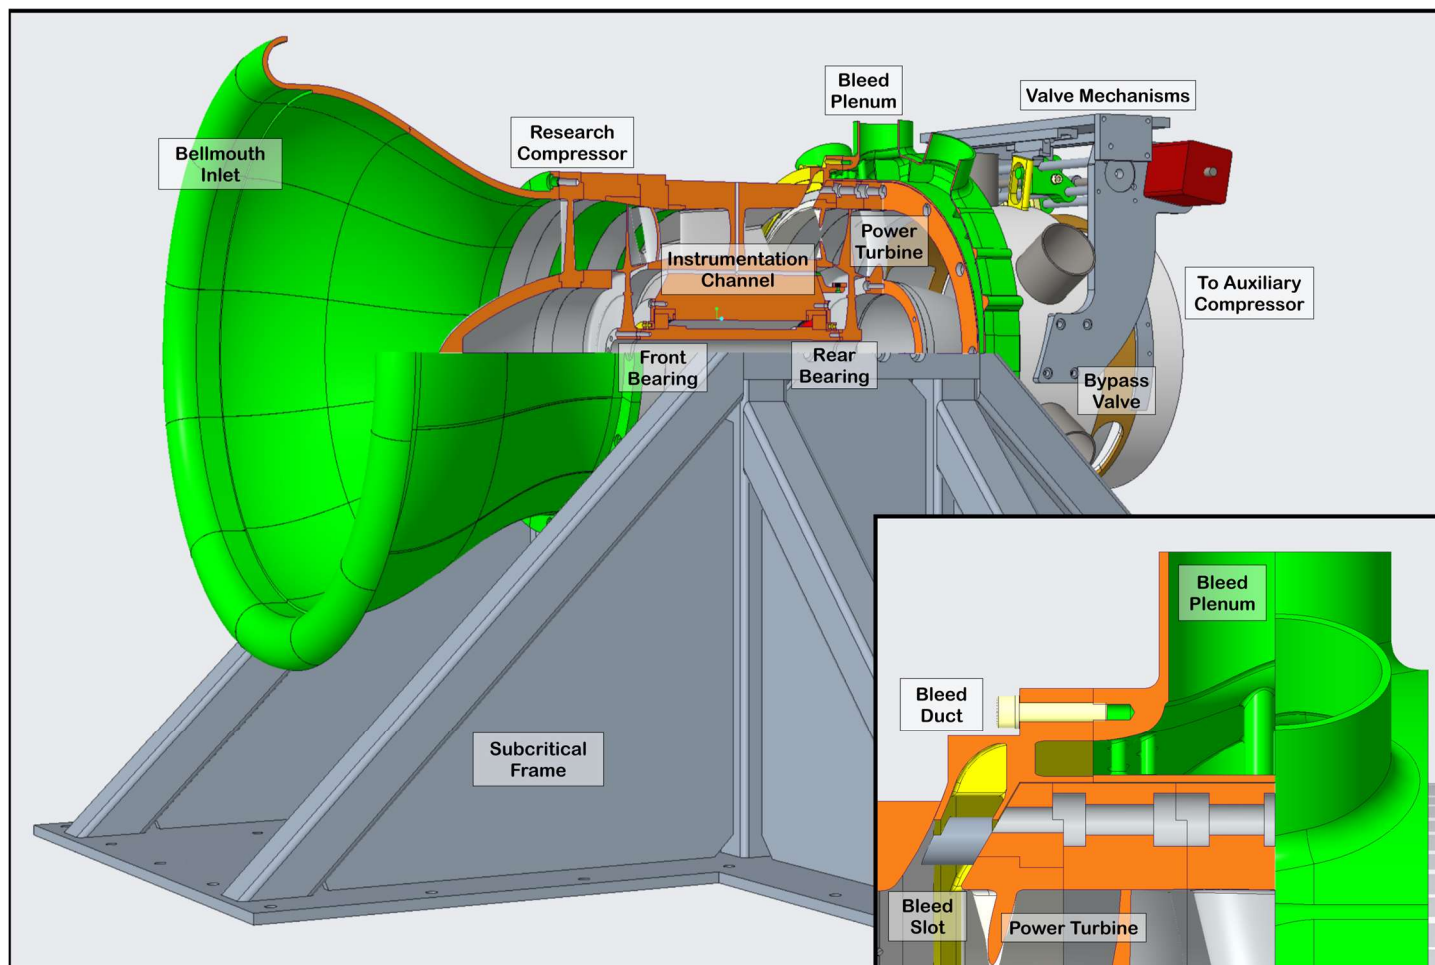 Bleed
Plenum
Valve Mechanisms
Research
Compressor
Bellmouth
Inlet
Power
Turbine
Instrumentation
Channel
To Auxiliary
Compressor
Front
Bearing
Rear
Bearing
Bypass
Valve
Subcritical
Frame
Bleed
Plenum
Bleed
Duct
Bleed
Slot
Power Turbine